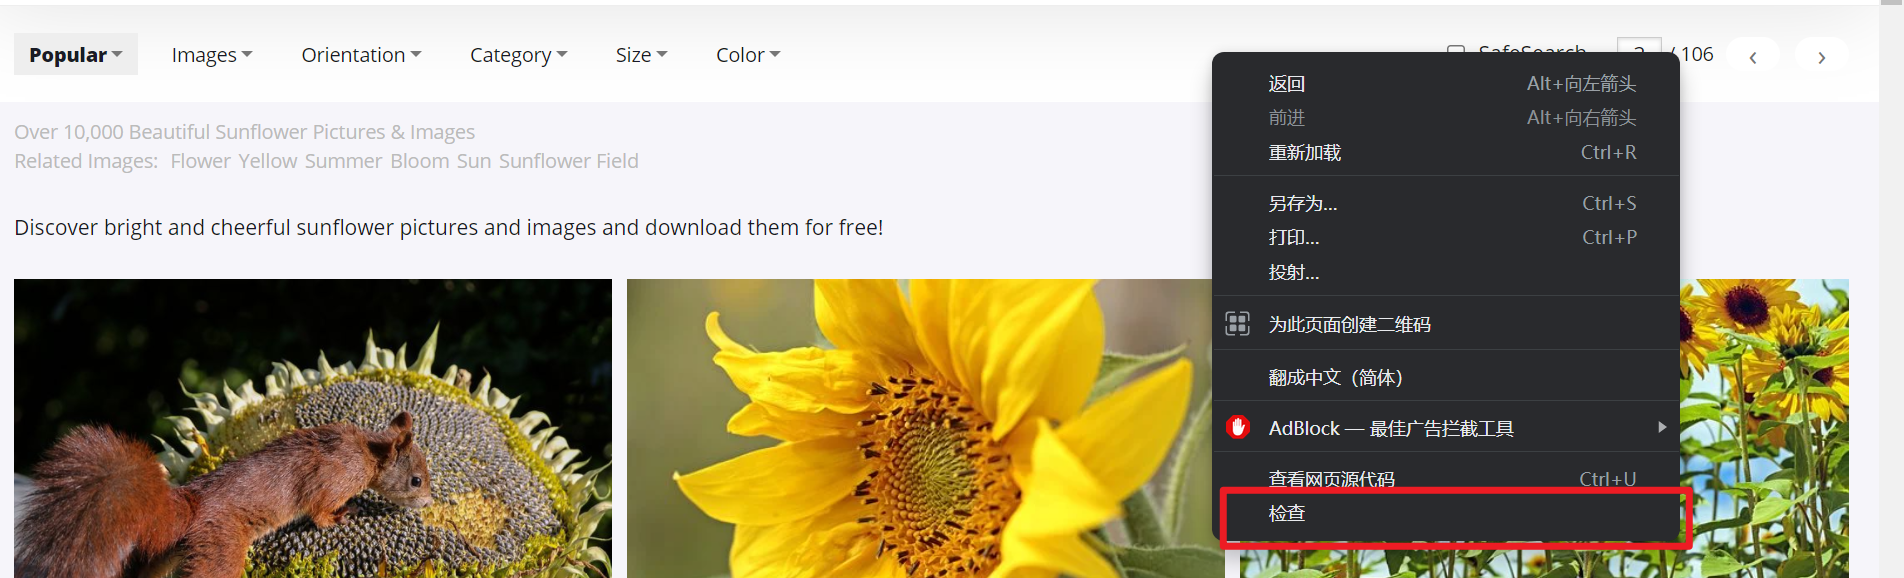 Popular Images Orientation Category Size Color SafeSearch 2 / 106
Over 10,000 Beautiful Sunflower Pictures & Images
Related Images: Flower Yellow Summer Bloom Sun Sunflower Field
Discover bright and cheerful sunflower pictures and images and download them for free!
返回 Alt+向左箭头
前进 Alt+向右箭头
重新加载 Ctrl+R
另存为... Ctrl+S
打印... Ctrl+P
投射...
为此页面创建二维码
翻成中文（简体）
AdBlock — 最佳广告拦截工具
查看网页源代码 Ctrl+U
检查